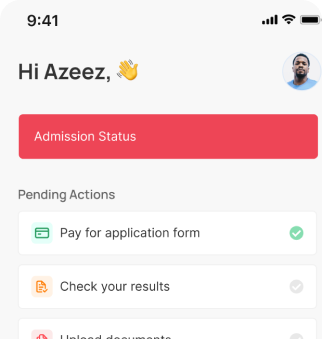 9:41
Hi Azeez, 👋
Admission Status
Pending Actions
Pay for application form
Check your results
Upload documents